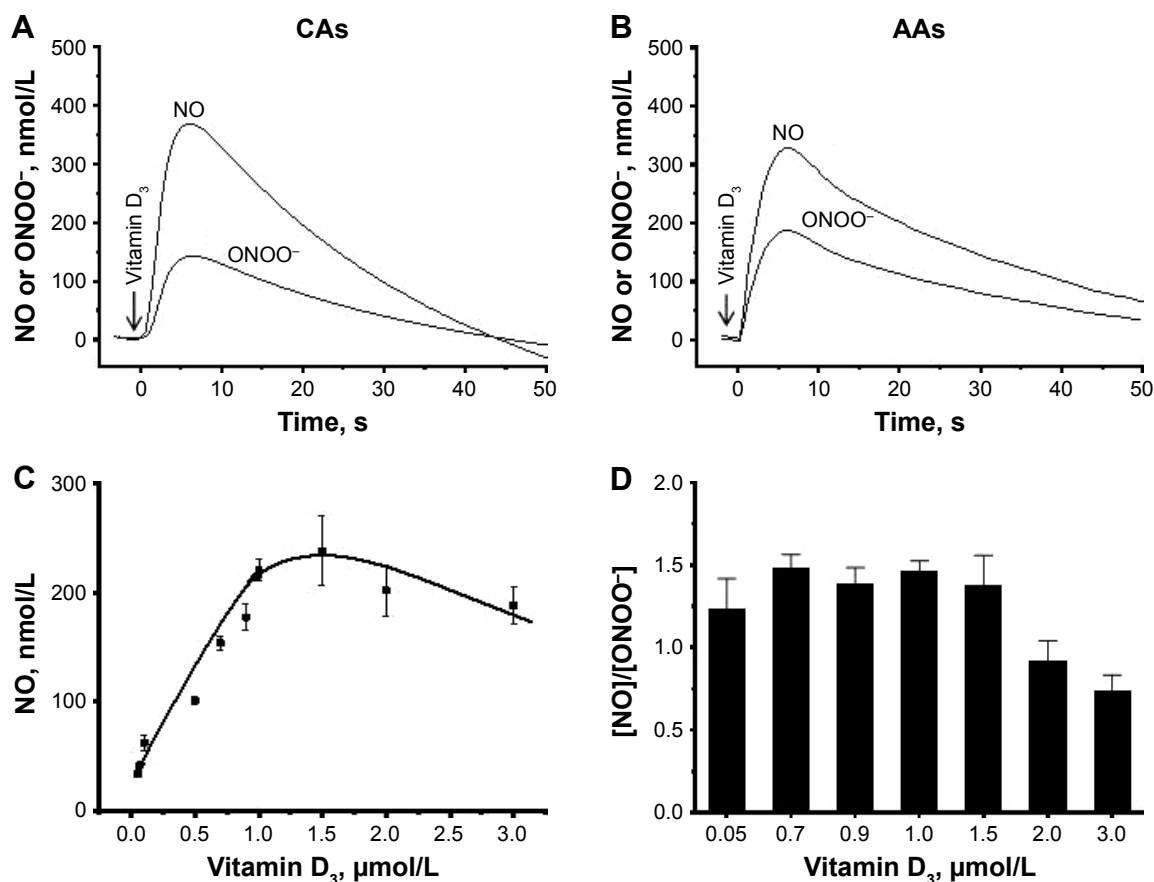 A
CAs
NO or ONOO⁻, nmol/L
500
400
300
200
100
0
Vitamin D₃
NO
ONOO⁻
0 10 20 30 40 50
Time, s
B
AAs
NO or ONOO⁻, nmol/L
500
400
300
200
100
0
Vitamin D₃
NO
ONOO⁻
0 10 20 30 40 50
Time, s
C
NO, nmol/L
300
200
100
0
0.0 0.5 1.0 1.5 2.0 2.5 3.0
Vitamin D₃, µmol/L
D
[NO]/[ONOO⁻]
2.0
1.5
1.0
0.5
0.0
0.05 0.7 0.9 1.0 1.5 2.0 3.0
Vitamin D₃, µmol/L